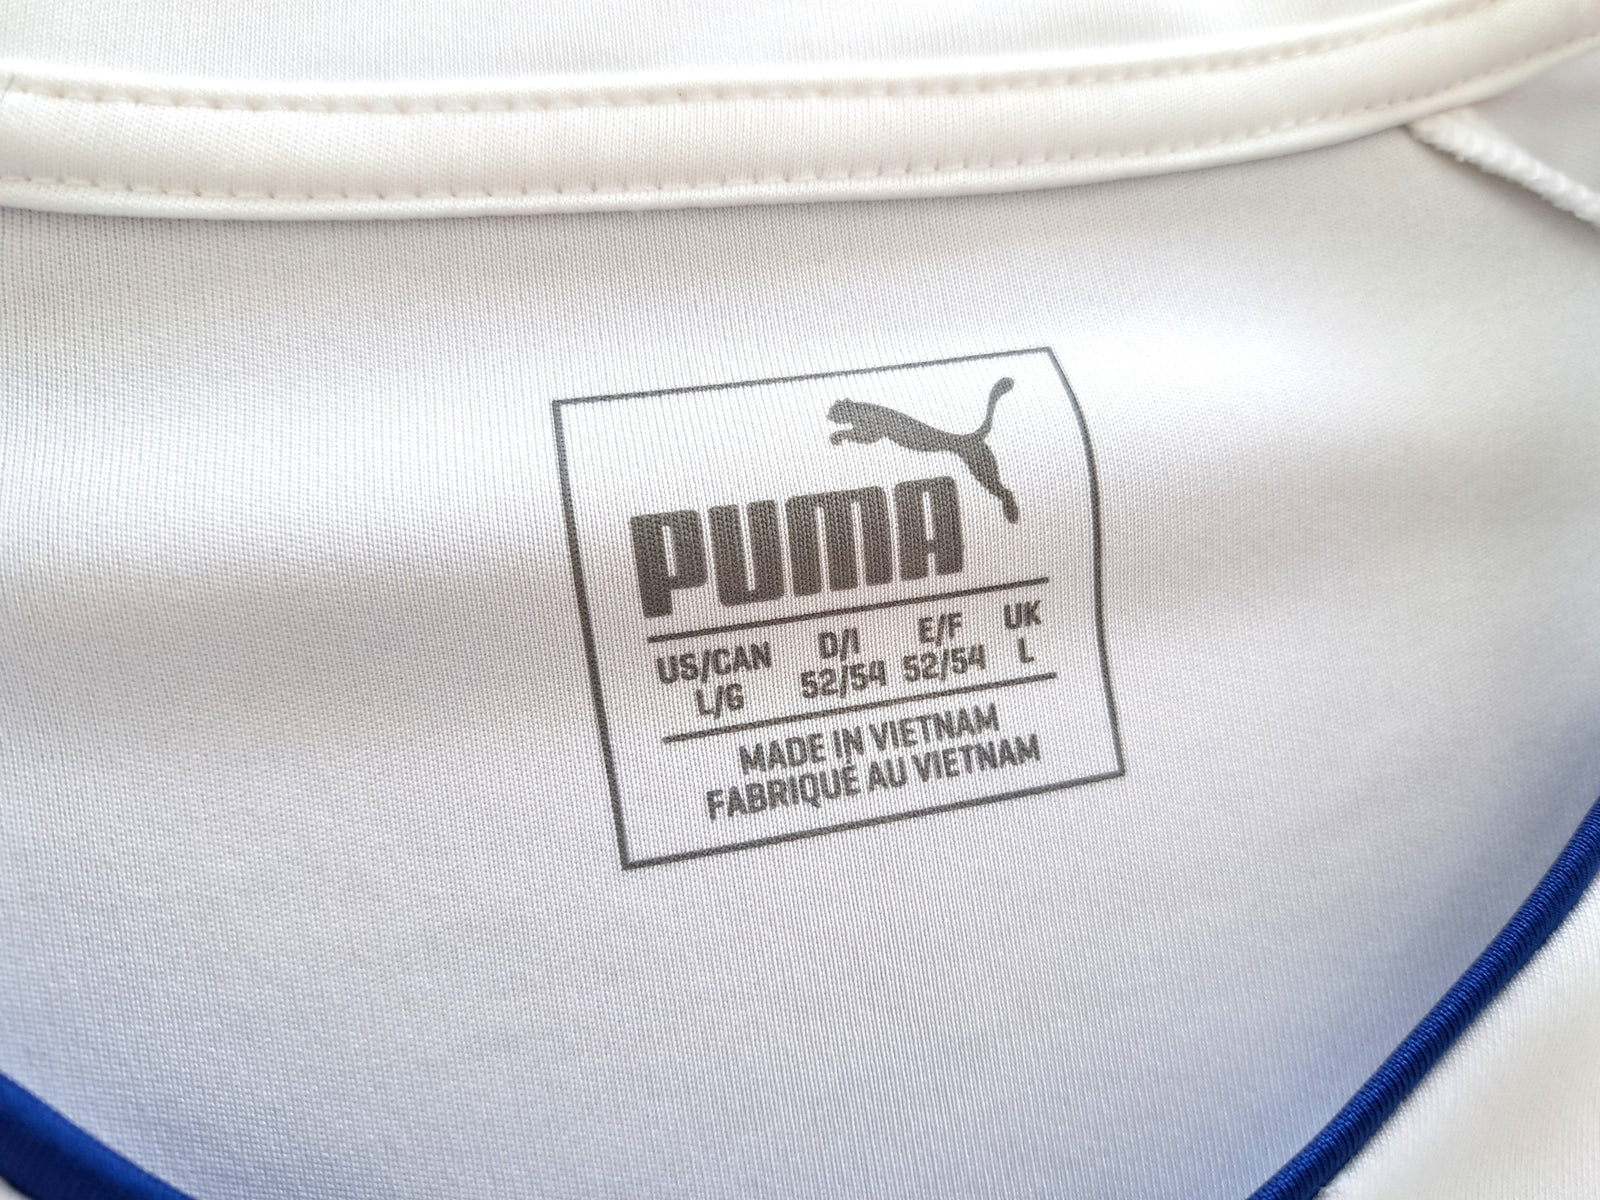 PUMA
US/CAN D/I E/F UK
L/G 52/54 52/54 L
MADE IN VIETNAM
FABRIQUÉ AU VIETNAM